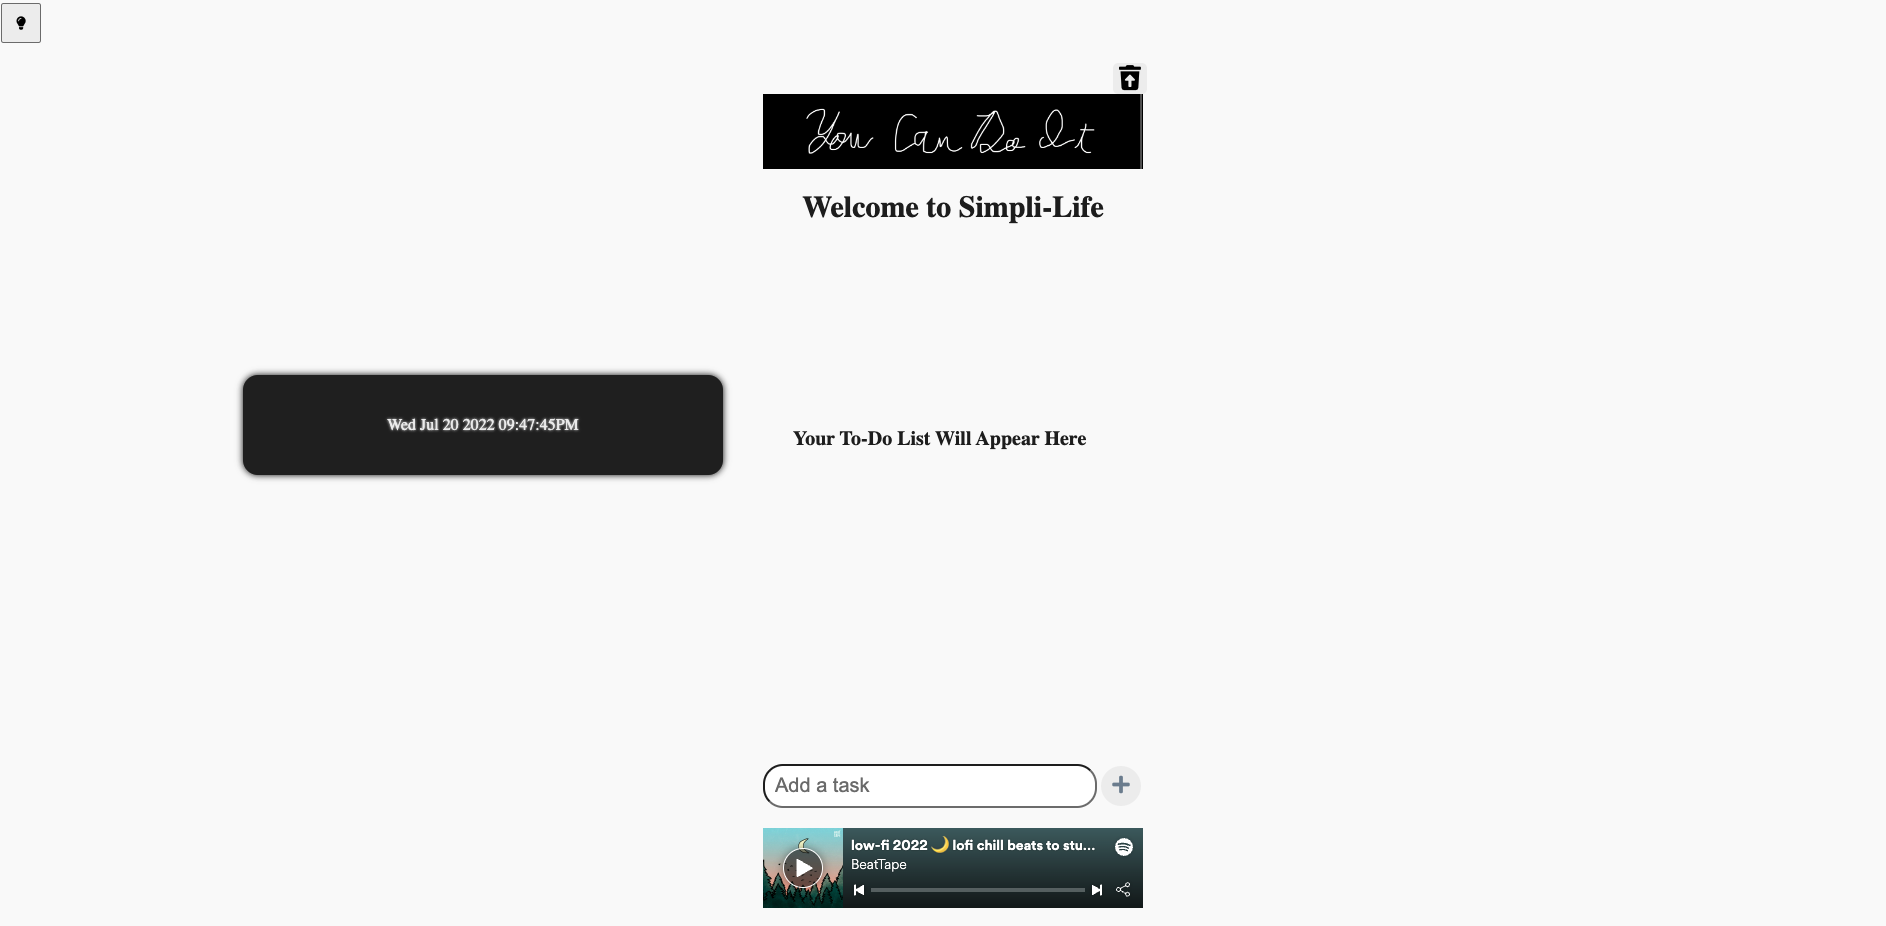 You Can Do It
Welcome to Simpli-Life
Wed Jul 20 2022 09:47:45PM
Your To-Do List Will Appear Here
Add a task
low-fi 2022 🌙 lofi chill beats to stu...
BeatTape